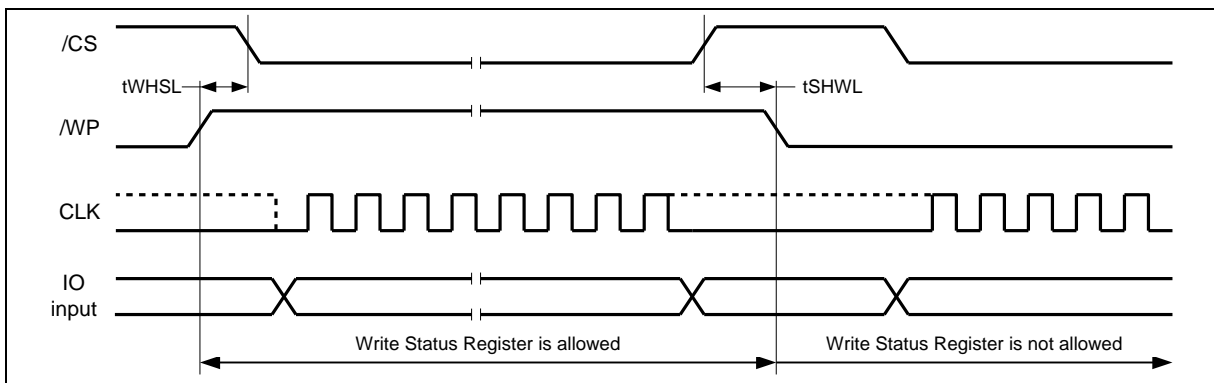 /CS
tWHSL
tSHWL
/WP
CLK
IO
input
Write Status Register is allowed
Write Status Register is not allowed